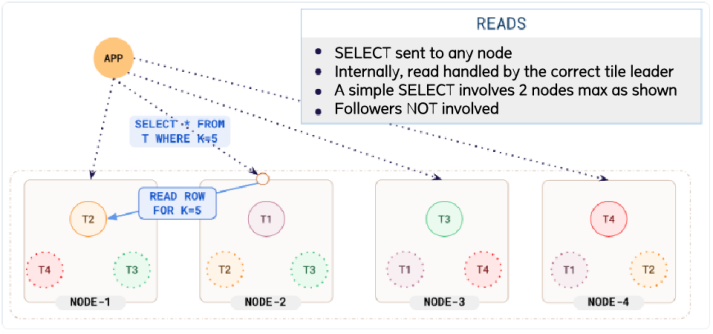 READS
SELECT sent to any node
Internally, read handled by the correct tile leader
A simple SELECT involves 2 nodes max as shown
Followers NOT involved
APP
SELECT * FROM
T WHERE K=5
READ ROW
FOR K=5
T2
T4
T3
NODE-1
T1
T2
T3
NODE-2
T3
T1
T4
NODE-3
T4
T1
T2
NODE-4